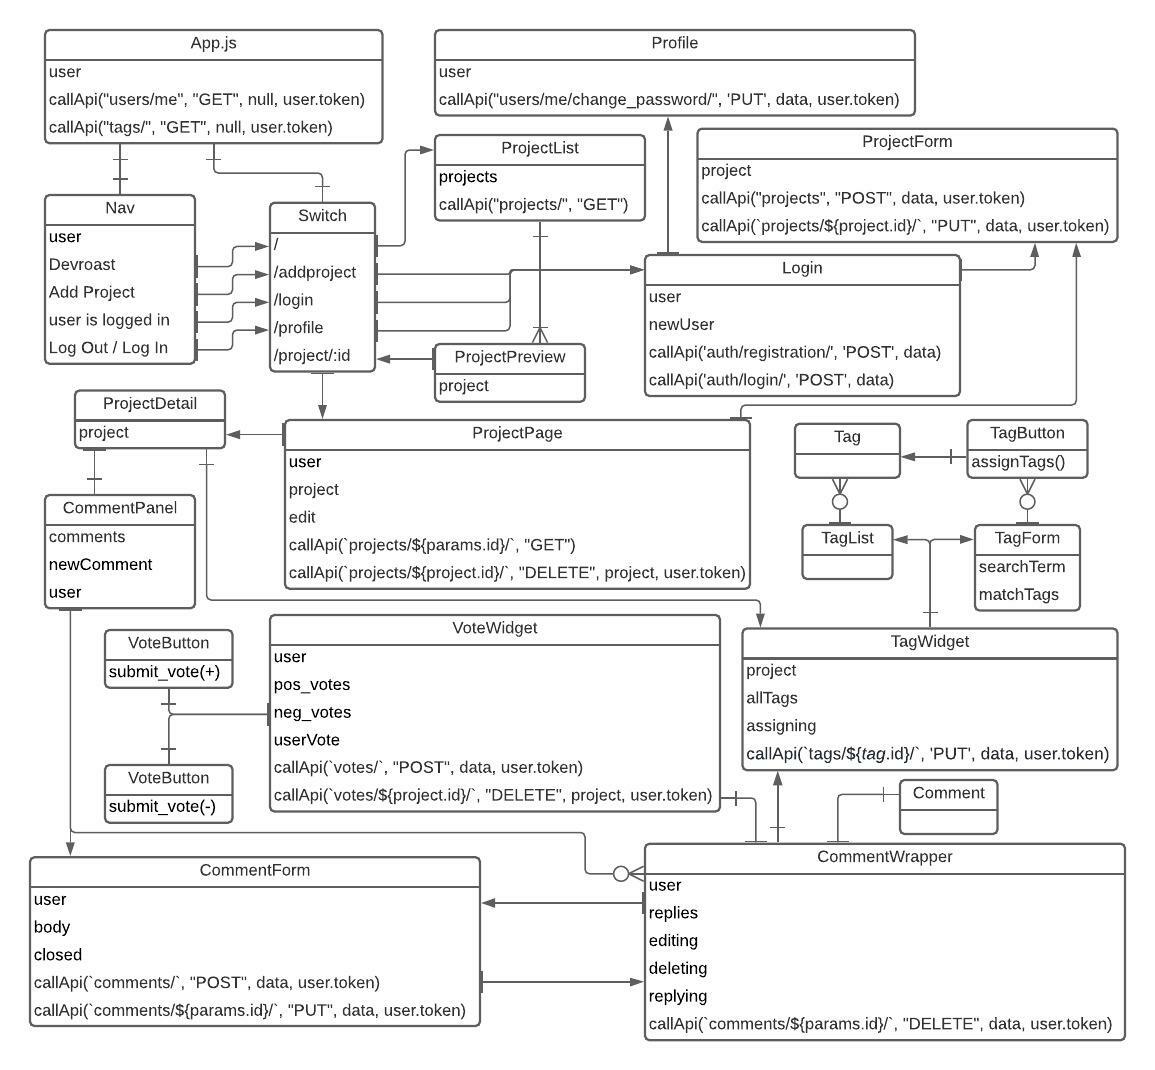 App.js
user
callApi("users/me", "GET", null, user.token)
callApi("tags/", "GET", null, user.token)
Profile
user
callApi("users/me/change_password/", 'PUT', data, user.token)
ProjectList
projects
callApi("projects/", "GET")
ProjectForm
project
callApi("projects", "POST", data, user.token)
callApi(`projects/${project.id}/`, "PUT", data, user.token)
Nav
user
Devroast
Add Project
user is logged in
Log Out / Log In
Switch
/
/addproject
/login
/profile
/project/:id
Login
user
newUser
callApi('auth/registration/', 'POST', data)
callApi('auth/login/', 'POST', data)
ProjectPreview
project
ProjectDetail
project
ProjectPage
user
project
edit
callApi(`projects/${params.id}/`, "GET")
callApi(`projects/${project.id}/`, "DELETE", project, user.token)
Tag
TagButton
assignTags()
CommentPanel
comments
newComment
user
TagList
TagForm
searchTerm
matchTags
VoteButton
submit_vote(+)
VoteWidget
user
pos_votes
neg_votes
userVote
callApi(`votes/`, "POST", data, user.token)
callApi(`votes/${project.id}/`, "DELETE", project, user.token)
TagWidget
project
allTags
assigning
callApi(`tags/${tag.id}/`, 'PUT', data, user.token)
VoteButton
submit_vote(-)
Comment
CommentForm
user
body
closed
callApi(`comments/`, "POST", data, user.token)
callApi(`comments/${params.id}/`, "PUT", data, user.token)
CommentWrapper
user
replies
editing
deleting
replying
callApi(`comments/${params.id}/`, "DELETE", data, user.token)